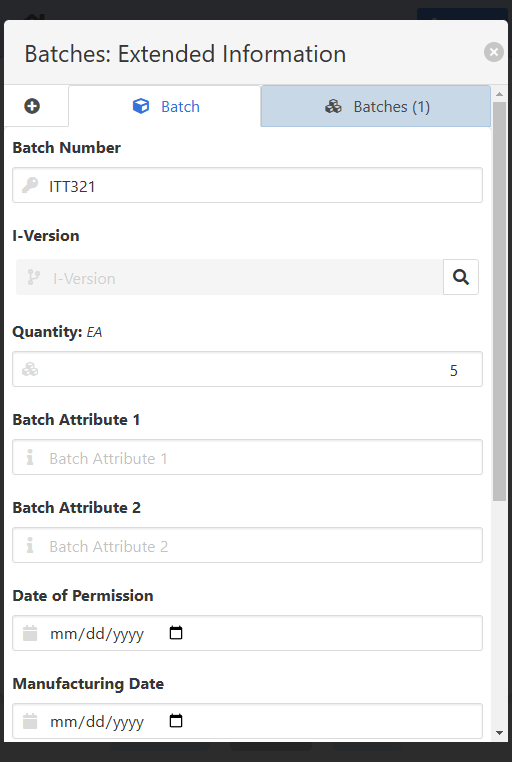 Batches: Extended Information
Batch
Batches (1)
Batch Number
ITT321
I-Version
I-Version
Quantity: EA
5
Batch Attribute 1
Batch Attribute 1
Batch Attribute 2
Batch Attribute 2
Date of Permission
mm/dd/yyyy
Manufacturing Date
mm/dd/yyyy